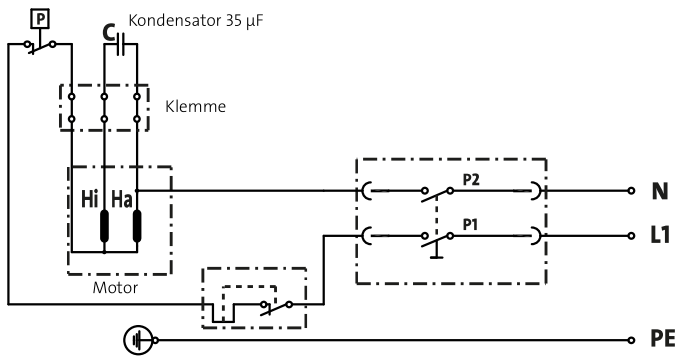 P
C
Kondensator 35 µF
Klemme
Hi
Ha
P2
N
P1
L1
Motor
PE